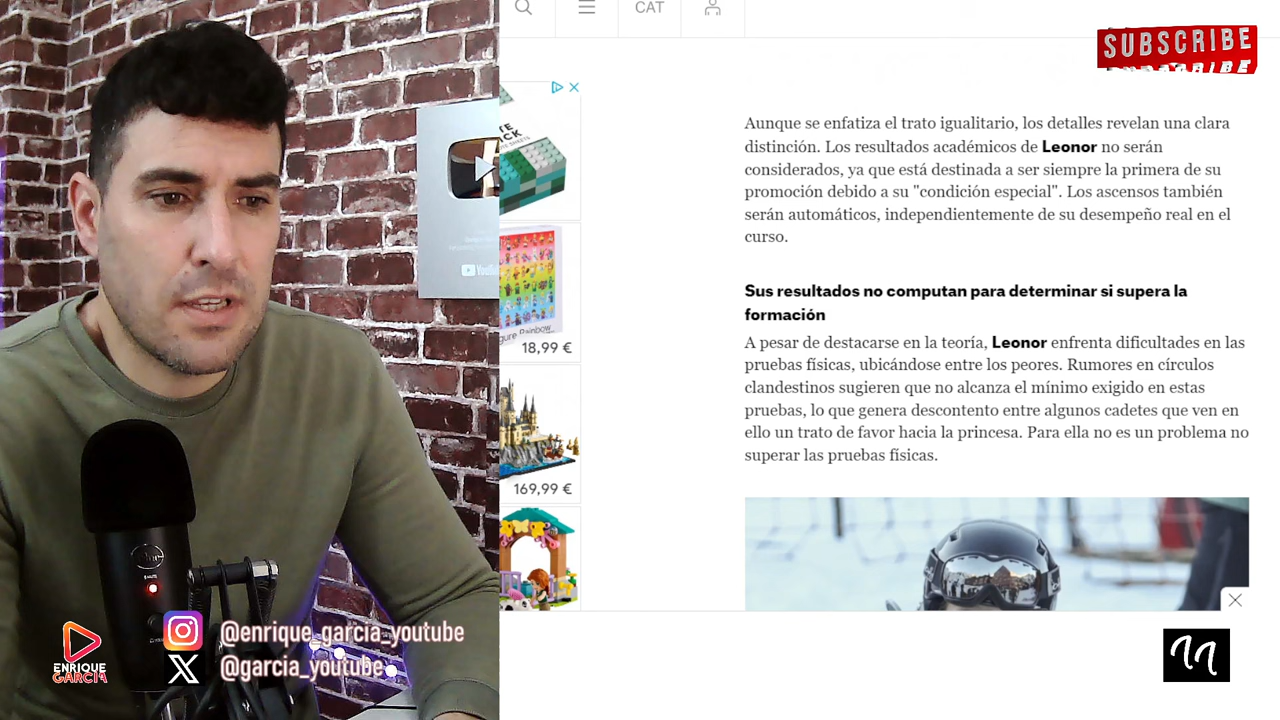 CAT
SUBSCRIBE
Aunque se enfatiza el trato igualitario, los detalles revelan una clara
distinción. Los resultados académicos de Leonor no serán
considerados, ya que está destinada a ser siempre la primera de su
promoción debido a su "condición especial". Los ascensos también
serán automáticos, independientemente de su desempeño real en el
curso.
Sus resultados no computan para determinar si supera la
formación
A pesar de destacarse en la teoría, Leonor enfrenta dificultades en las
pruebas físicas, ubicándose entre los peores. Rumores en círculos
clandestinos sugieren que no alcanza el mínimo exigido en estas
pruebas, lo que genera descontento entre algunos cadetes que ven en
ello un trato de favor hacia la princesa. Para ella no es un problema no
superar las pruebas físicas.
Rainbow
18,99 €
169,99 €
blue
ENRIQUE
GARCIA
@enrique_garcia_youtube
@garcia_youtube